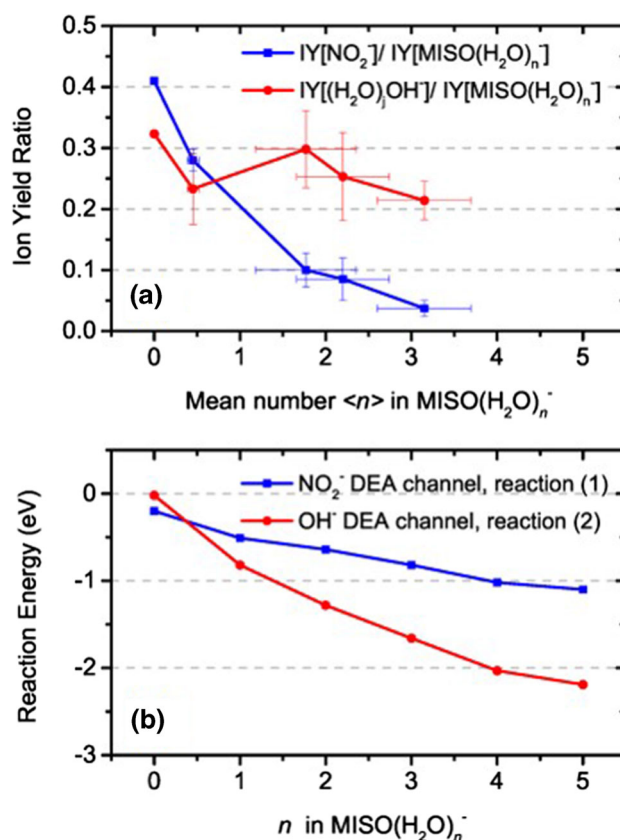 0.5
0.4
0.3
0.2
0.1
0.0
Ion Yield Ratio
IY[NO₂⁻]/ IY[MISO(H₂O)ₙ⁻]
IY[(H₂O)ⱼOH⁻]/ IY[MISO(H₂O)ₙ⁻]
(a)
0 1 2 3 4 5
Mean number <n> in MISO(H₂O)ₙ⁻
0
-1
-2
-3
Reaction Energy (eV)
NO₂⁻ DEA channel, reaction (1)
OH⁻ DEA channel, reaction (2)
(b)
0 1 2 3 4 5
n in MISO(H₂O)ₙ⁻